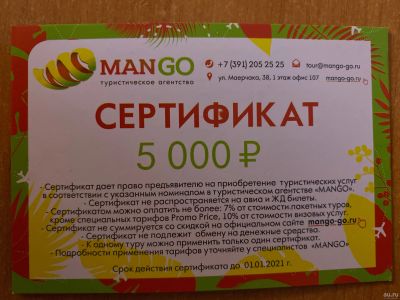 MANGO
туристическое агентство
+7 (391) 205 25 25
tour@mango-go.ru
ул. Маерчака, 38, 1 этаж офис 107
mango-go.ru
СЕРТИФИКАТ
5 000 ₽
- Сертификат дает право предъявителю на приобретение туристических услуг
в соответствии с указанным номиналом в туристическом агентстве «MANGO».
- Сертификат не распространяется на авиа и ЖД билеты.
- Сертификатом можно оплатить не более: 7% от стоимости пакетных туров,
кроме специальных тарифов Promo Price, 10% от стоимости визовых услуг.
- Сертификат не суммируется со скидкой на официальном сайте mango-go.ru
- Сертификат не подлежит обмену на денежные средства.
- К одному туру можно применить только один сертификат.
- Подробности применения тарифов уточняйте у специалистов «MANGO»
Срок действия сертификата до 01.01.2021 г.
au.ru